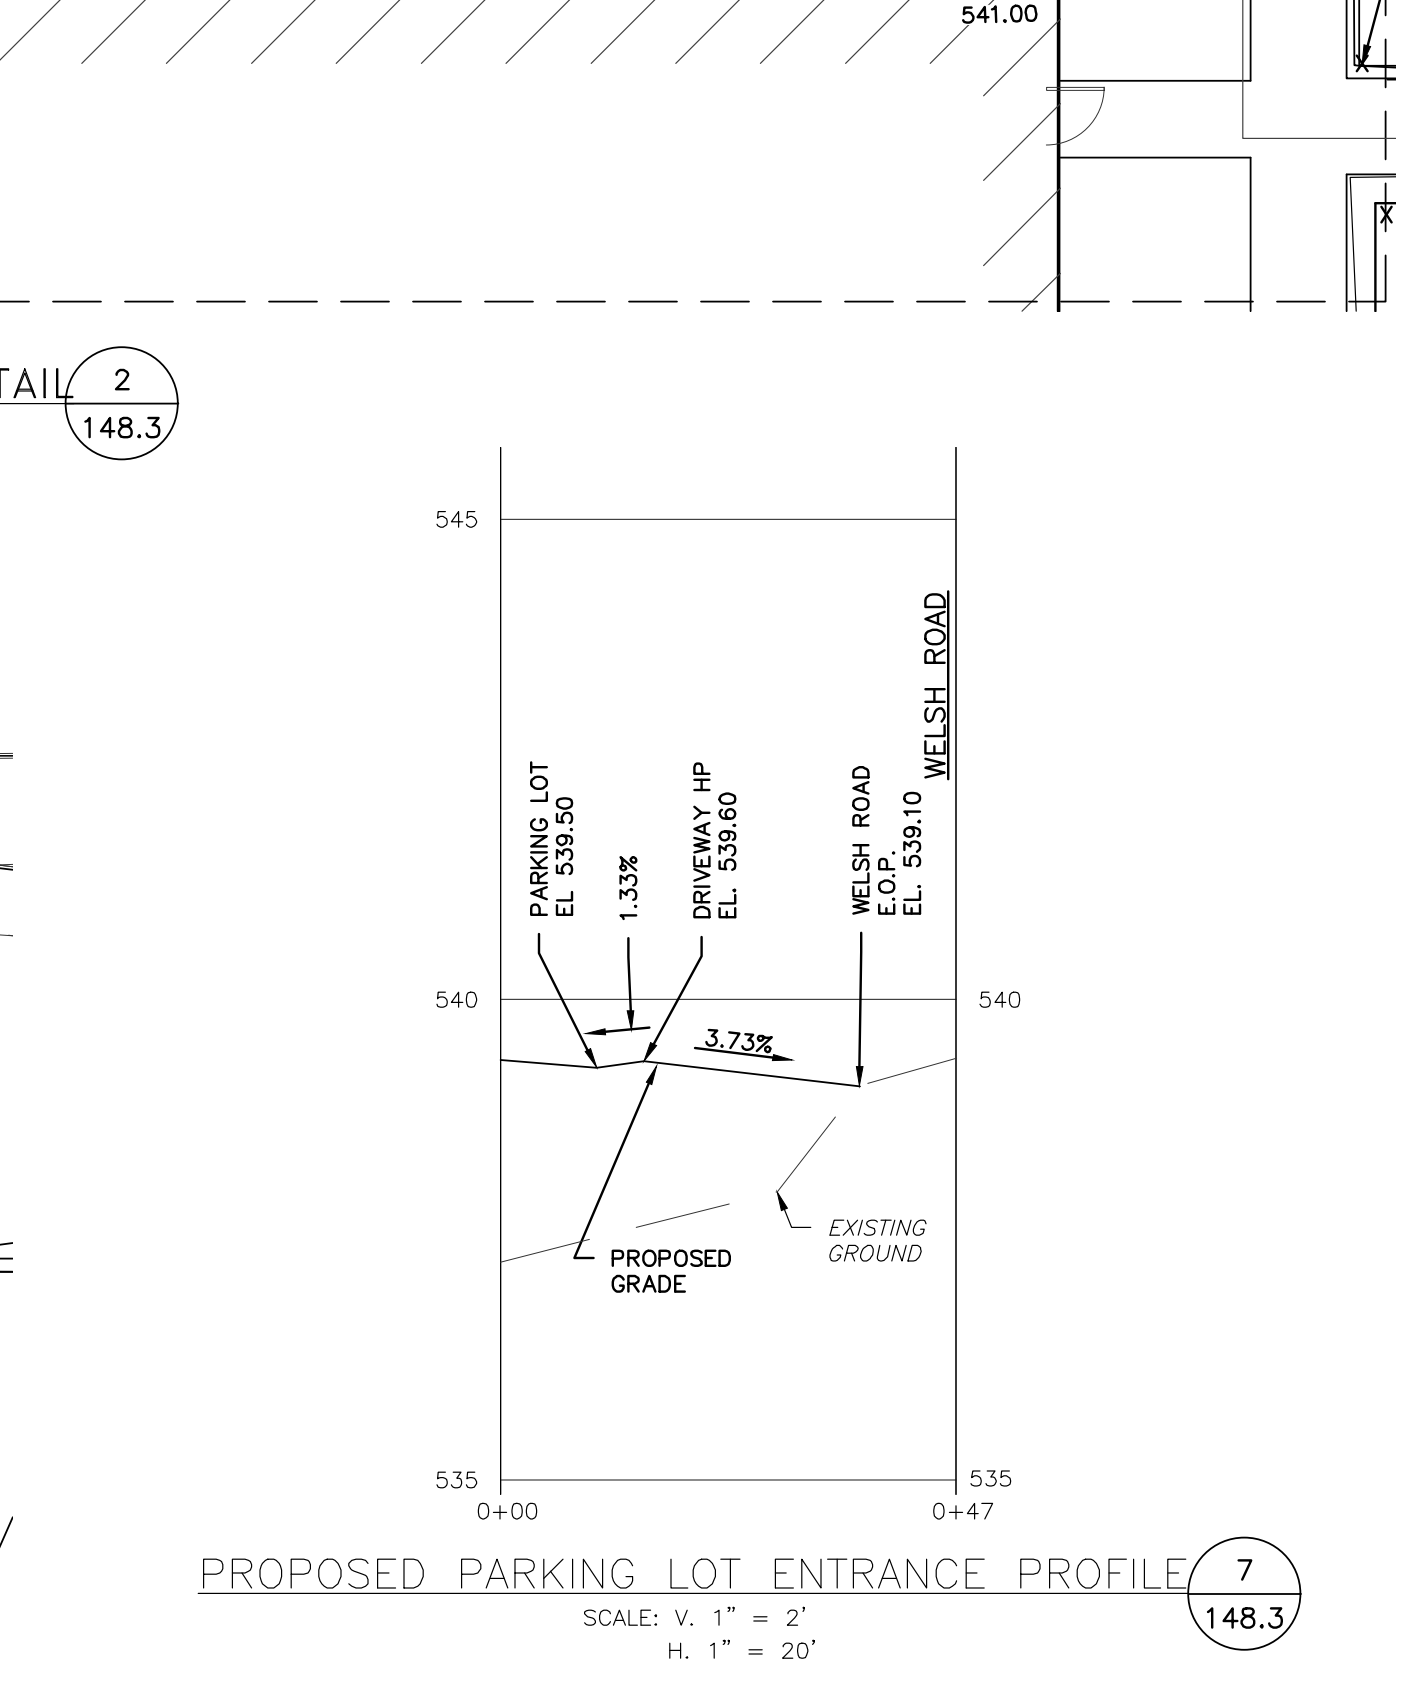 541.00
TAIL
2
148.3
545
WELSH ROAD
PARKING LOT
EL 539.50
1.33%
DRIVEWAY HP
EL. 539.60
WELSH ROAD
E.O.P.
EL. 539.10
540
540
3.73%
EXISTING
GROUND
PROPOSED
GRADE
535
535
0+00
0+47
PROPOSED PARKING LOT ENTRANCE PROFILE
7
148.3
SCALE: V. 1" = 2'
H. 1" = 20'